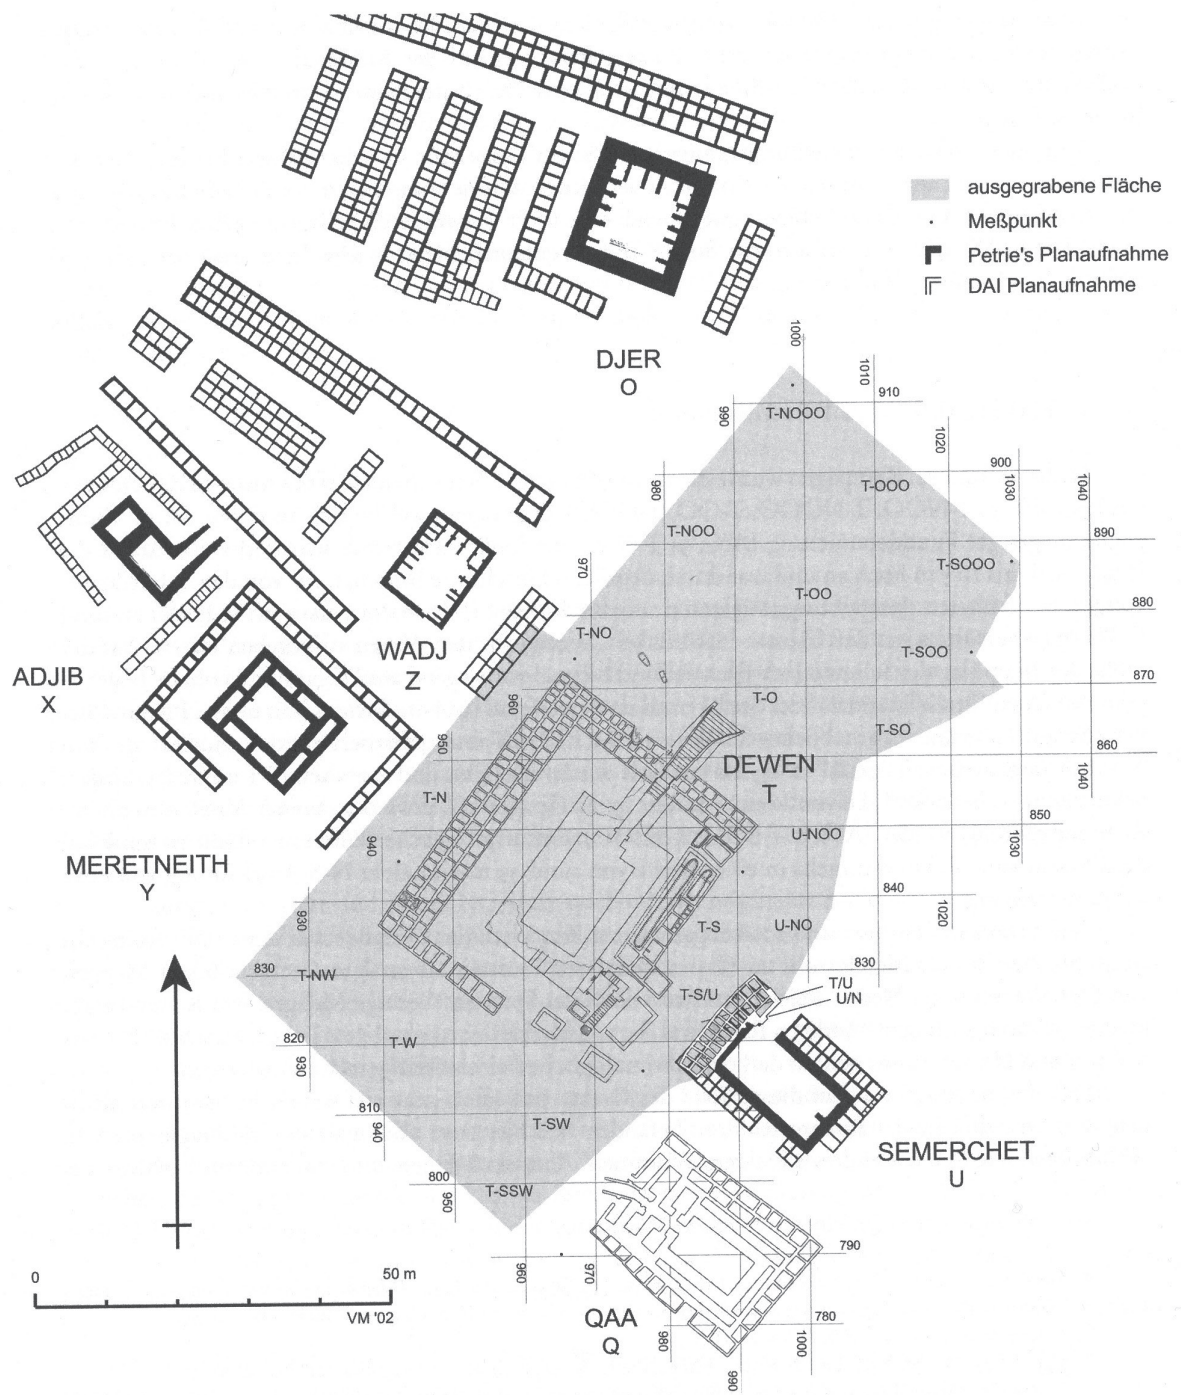 ausgegrabene Fläche
Meßpunkt
Petrie's Planaufnahme
DAI Planaufnahme
DJER
O
1000
1010
990
T-NOOO
910
1020
980
T-OOO
900
1030
1040
T-NOO
890
970
T-SOOO
T-OO
880
T-NO
WADJ
Z
T-SOO
ADJIB
X
870
960
T-O
T-SO
950
860
DEWEN
T
1040
T-N
850
U-NOO
1030
940
MERETNEITH
Y
840
930
1020
T-S
U-NO
830
T-NW
830
T-S/U
T/U
U/N
820
T-W
930
810
T-SW
940
SEMERCHET
U
800
T-SSW
950
790
0
50 m
960
970
VM '02
QAA
Q
780
980
1000
990